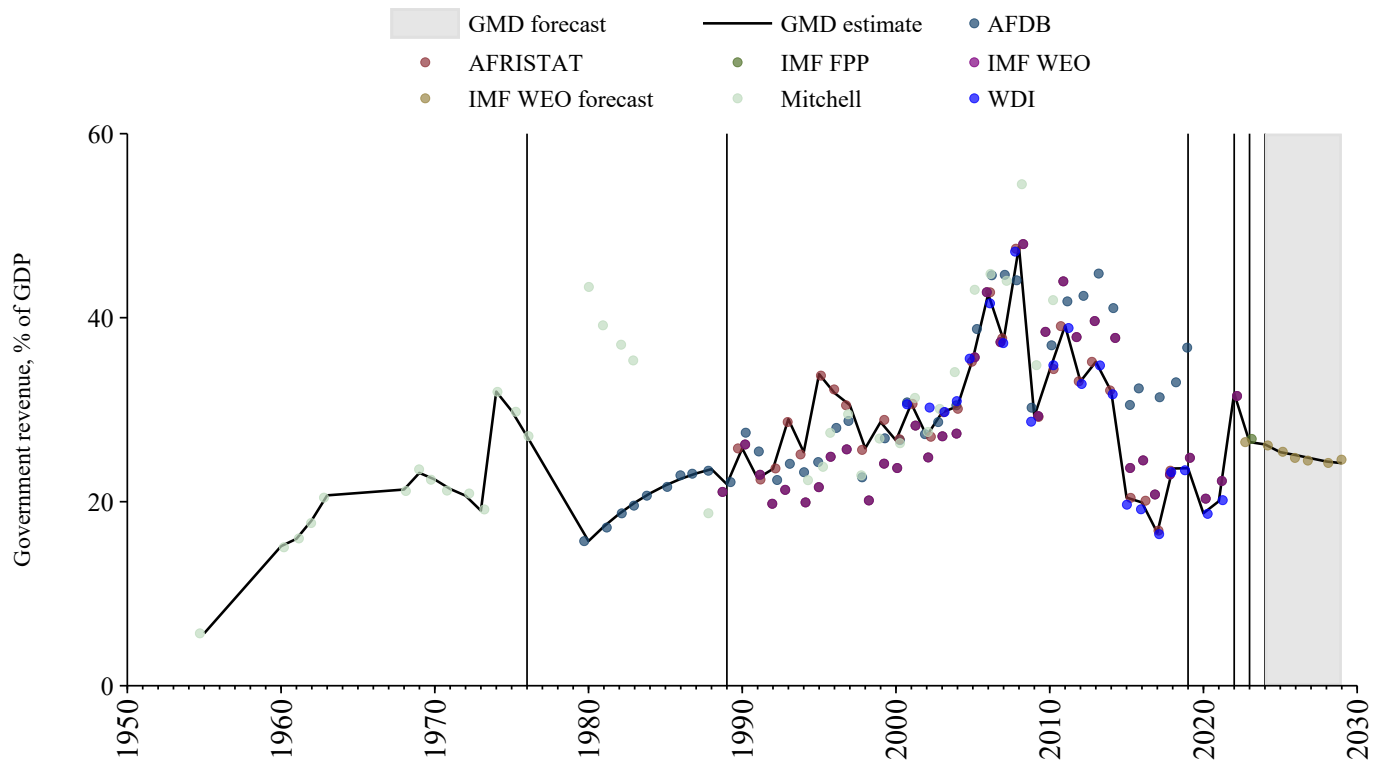 GMD forecast GMD estimate AFDB
AFRISTAT IMF FPP IMF WEO
IMF WEO forecast Mitchell WDI
Government revenue, % of GDP
60
40
20
0
1950 1960 1970 1980 1990 2000 2010 2020 2030